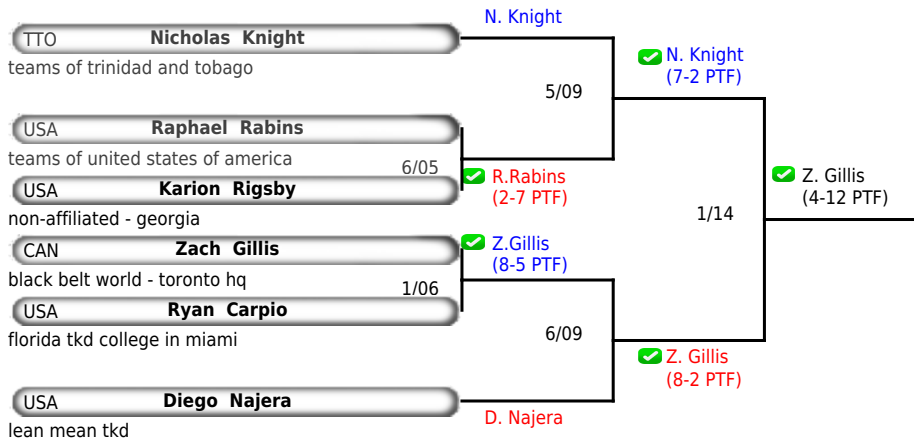 N. Knight
TTO Nicholas Knight
teams of trinidad and tobago
N. Knight
(7-2 PTF)
5/09
USA Raphael Rabins
teams of united states of america
6/05
R.Rabins
(2-7 PTF)
USA Karion Rigsby
non-affiliated - georgia
Z. Gillis
(4-12 PTF)
1/14
CAN Zach Gillis
black belt world - toronto hq
Z.Gillis
(8-5 PTF)
1/06
USA Ryan Carpio
florida tkd college in miami
6/09
Z. Gillis
(8-2 PTF)
USA Diego Najera
lean mean tkd
D. Najera